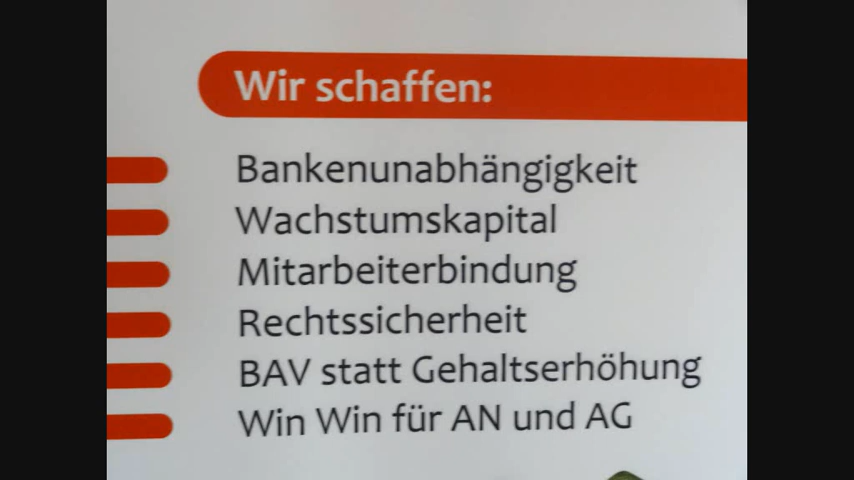 Wir schaffen:
Bankenunabhängigkeit
Wachstumskapital
Mitarbeiterbindung
Rechtssicherheit
BAV statt Gehaltserhöhung
Win Win für AN und AG